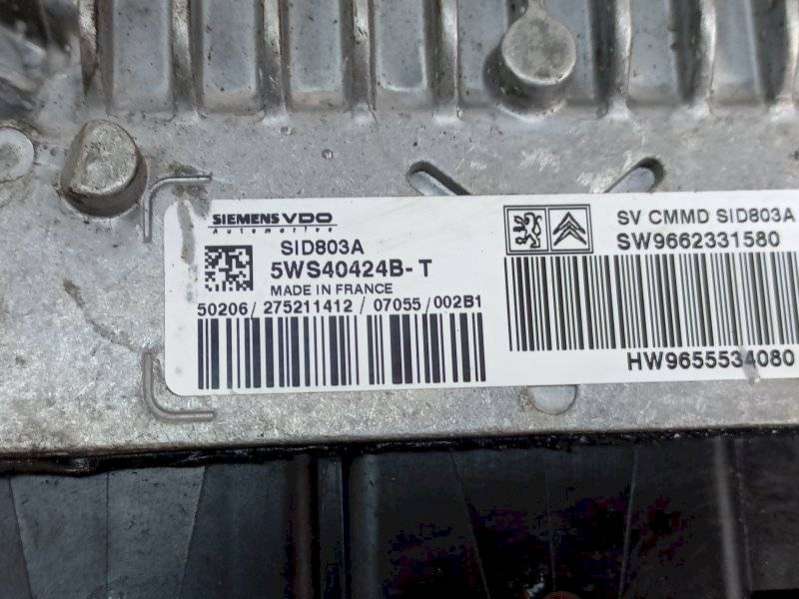 SIEMENS VDO
Automotive
SID803A
5WS40424B-T
MADE IN FRANCE
50206/275211412/07055/002B1
SV CMMD SID803A
SW9662331580
HW9655534080